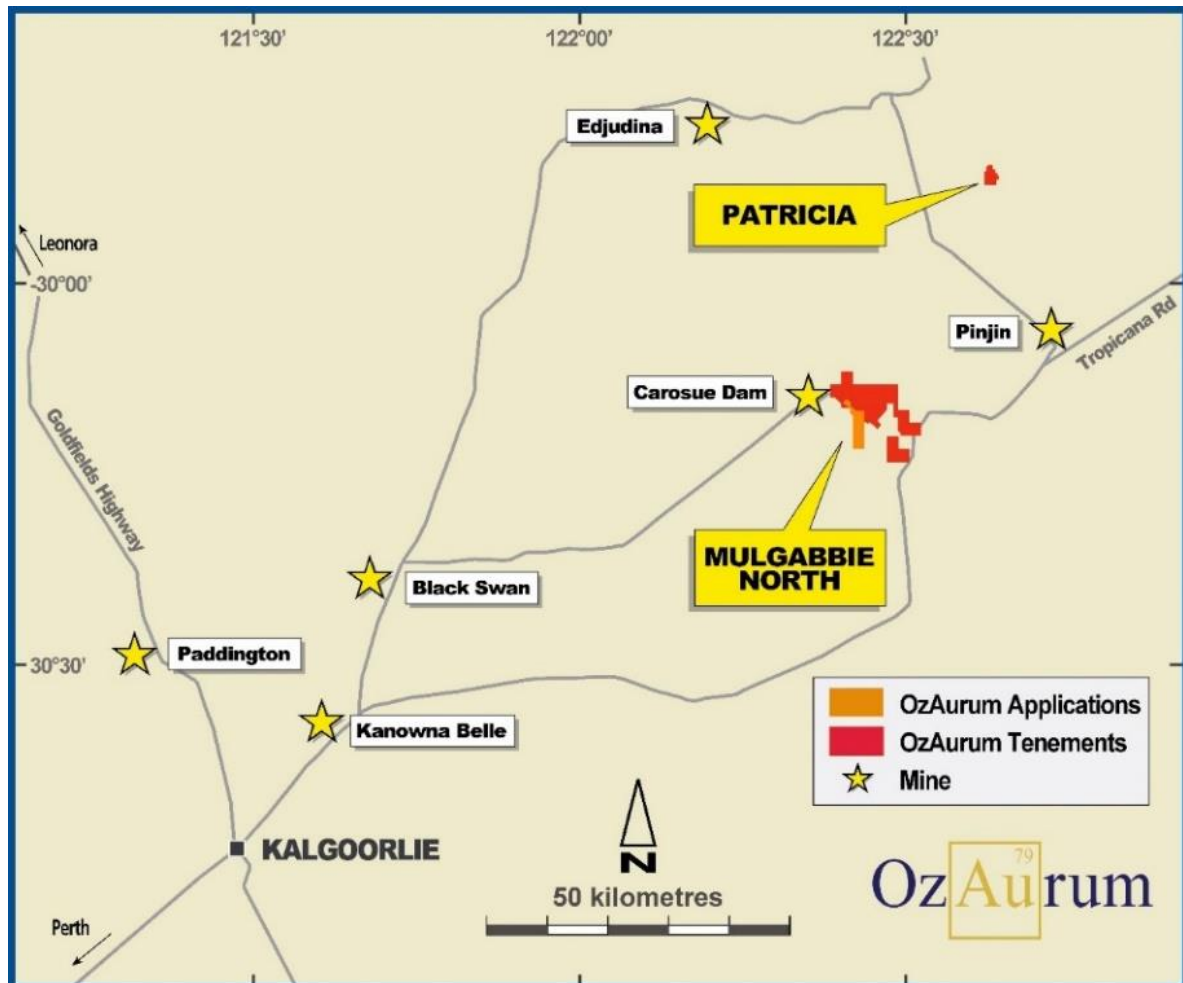 121°30'
122°00'
122°30'
Edjudina
PATRICIA
Leonora
-30°00'
Pinjin
Tropicana Rd
Carosue Dam
Goldfields Highway
MULGABBIE
NORTH
Black Swan
Paddington
30°30'
Kanowna Belle
OzAurum Applications
OzAurum Tenements
Mine
KALGOORLIE
N
50 kilometres
79
OzAurum
Perth